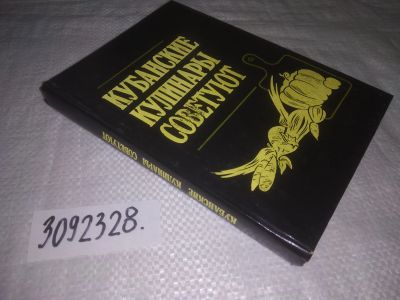 КУБАНСКИЕ
КУЛИНАРЫ
СОВЕТУЮТ
КУБАНСКИЕ КУЛИНАРЫ СОВЕТУЮТ
3092328.